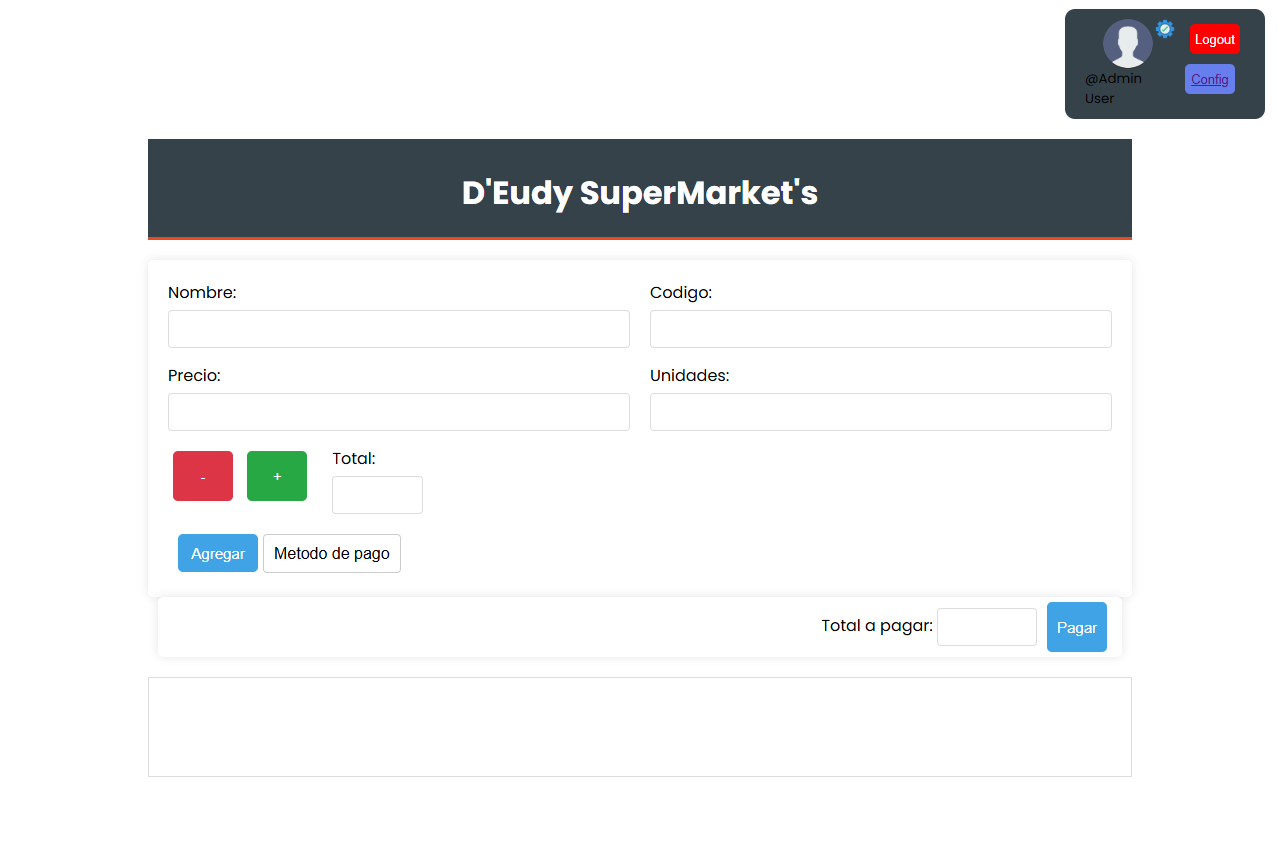 Logout
@Admin
User
Config
D'Eudy SuperMarket's
Nombre:
Codigo:
Precio:
Unidades:
-
+
Total:
Agregar
Metodo de pago
Total a pagar:
Pagar